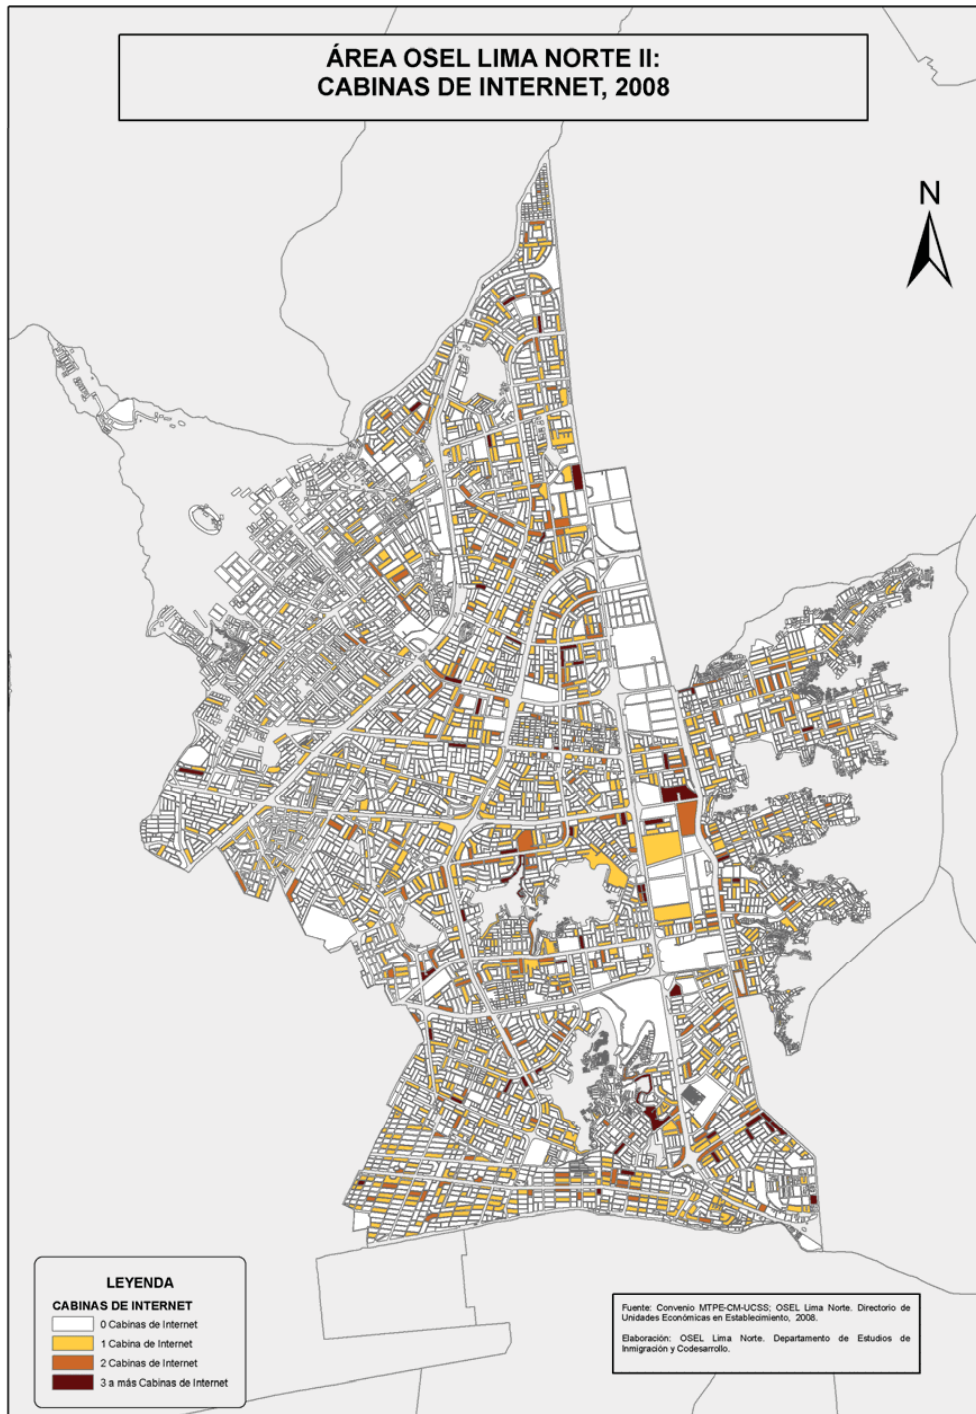 ÁREA OSEL LIMA NORTE II:
CABINAS DE INTERNET, 2008
N
LEYENDA
CABINAS DE INTERNET
0 Cabinas de Internet
1 Cabina de Internet
2 Cabinas de Internet
3 a más Cabinas de Internet
Fuente: Convenio MTPE-CM-UCSS; OSEL Lima Norte. Directorio de
Unidades Económicas en Establecimiento, 2008.
Elaboración: OSEL Lima Norte. Departamento de Estudios de
Inmigración y Codesarrollo.